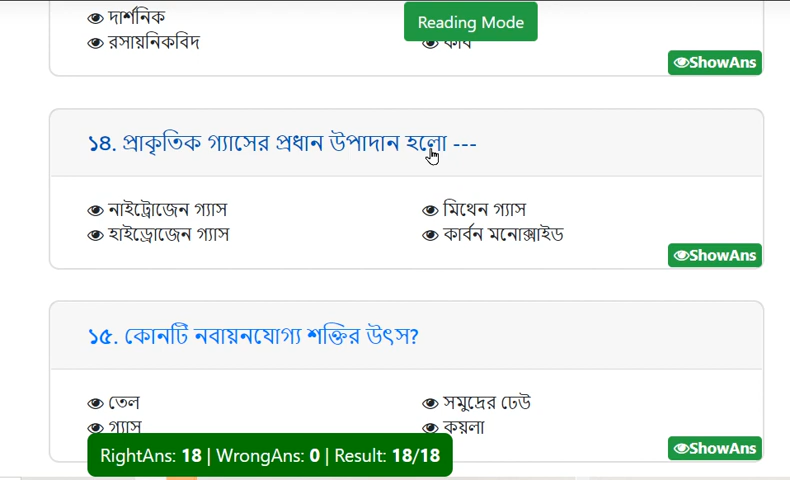 দার্শনিক
Reading Mode
রসায়নিকবিদ
কবি
ShowAns
১৪. প্রাকৃতিক গ্যাসের প্রধান উপাদান হলো ---
নাইট্রোজেন গ্যাস
মিথেন গ্যাস
হাইড্রোজেন গ্যাস
কার্বন মনোক্সাইড
ShowAns
১৫. কোনটি নবায়নযোগ্য শক্তির উৎস?
তেল
সমুদ্রের ঢেউ
গ্যাস
কয়লা
ShowAns
RightAns: 18 | WrongAns: 0 | Result: 18/18